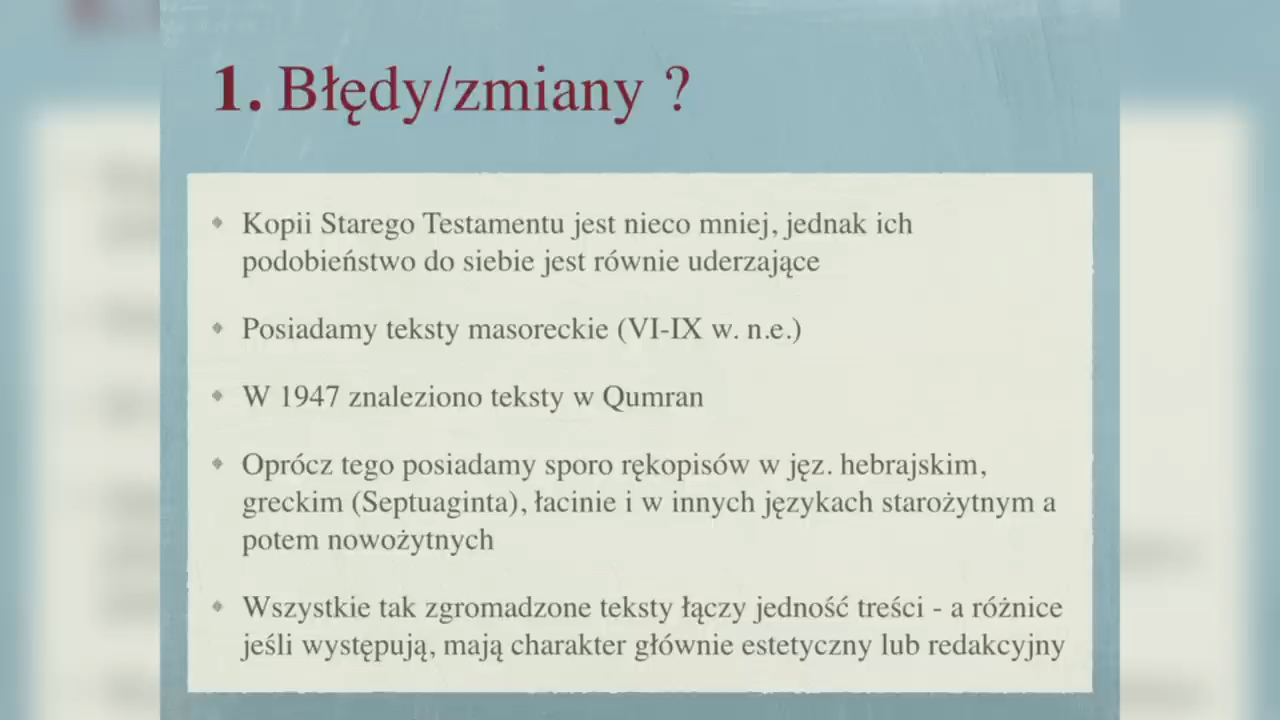 1. Błędy/zmiany ?
Kopii Starego Testamentu jest nieco mniej, jednak ich
podobieństwo do siebie jest równie uderzające
Posiadamy teksty masoreckie (VI-IX w. n.e.)
W 1947 znaleziono teksty w Qumran
Oprócz tego posiadamy sporo rękopisów w jęz. hebrajskim,
greckim (Septuaginta), łacinie i w innych językach starożytnym a
potem nowożytnych
Wszystkie tak zgromadzone teksty łączy jedność treści - a różnice
jeśli występują, mają charakter głównie estetyczny lub redakcyjny